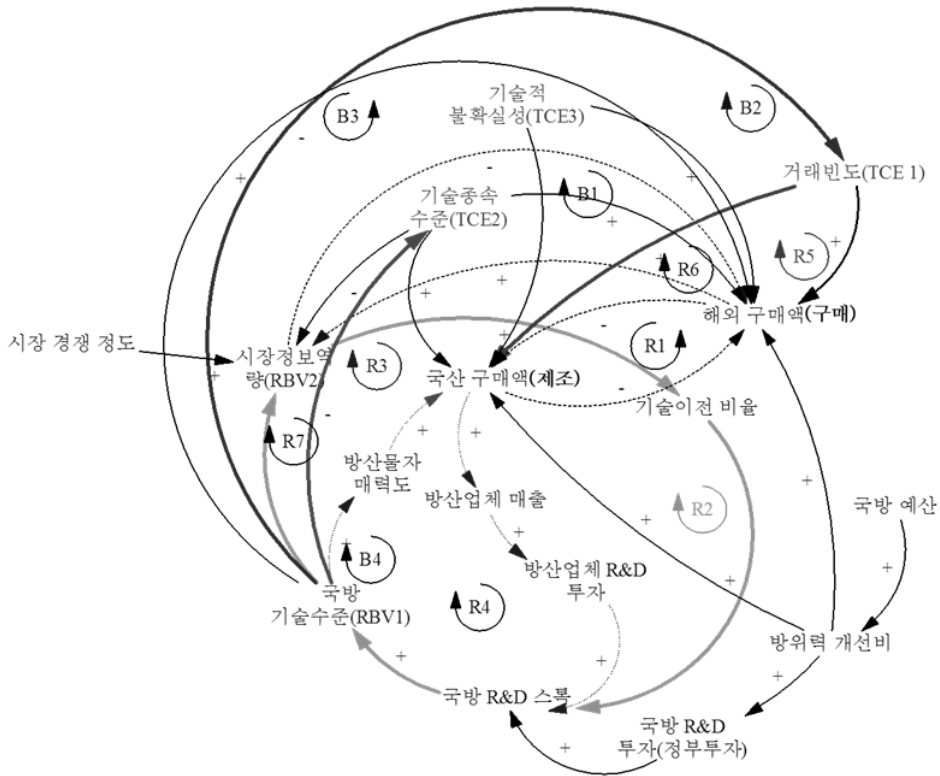 B3
기술적
불확실성(TCE3)
B2
-
-
+
+
거래빈도(TCE 1)
기술종속
수준(TCE2)
B1
+
+
R5
R6
-
+
+
해외 구매액(구매)
시장 경쟁 정도
시장정보역
량(RBV2)
R3
-
R1
국산 구매액(제조)
-
+
기술이전 비율
-
R7
+
+
방산물자
매력도
방산업체 매출
+
국방 예산
R2
+
+
+
B4
방산업체 R&D
투자
+
+
국방
기술수준(RBV1)
R4
방위력 개선비
+
+
+
국방 R&D 스톡
국방 R&D
투자(정부투자)
+